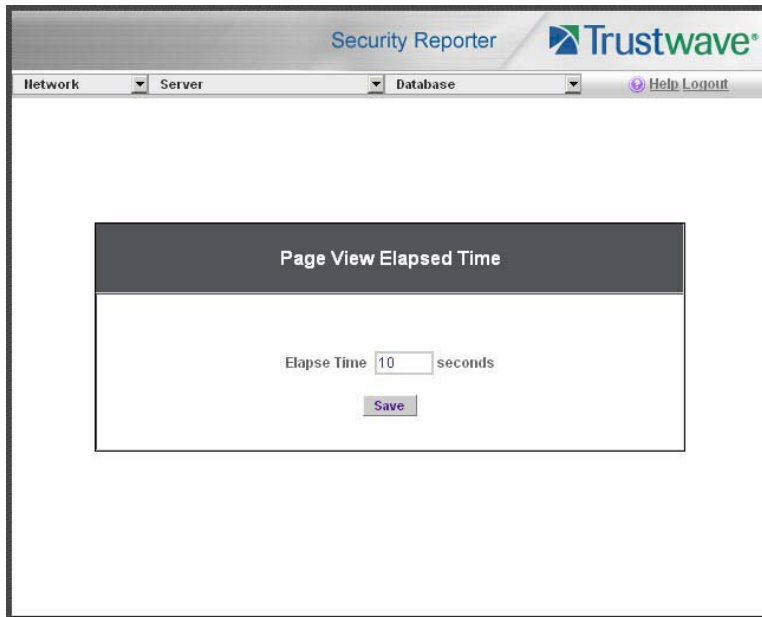 Security Reporter Trustwave®
Network Server Database Help Logout
Page View Elapsed Time
Elapse Time 10 seconds
Save